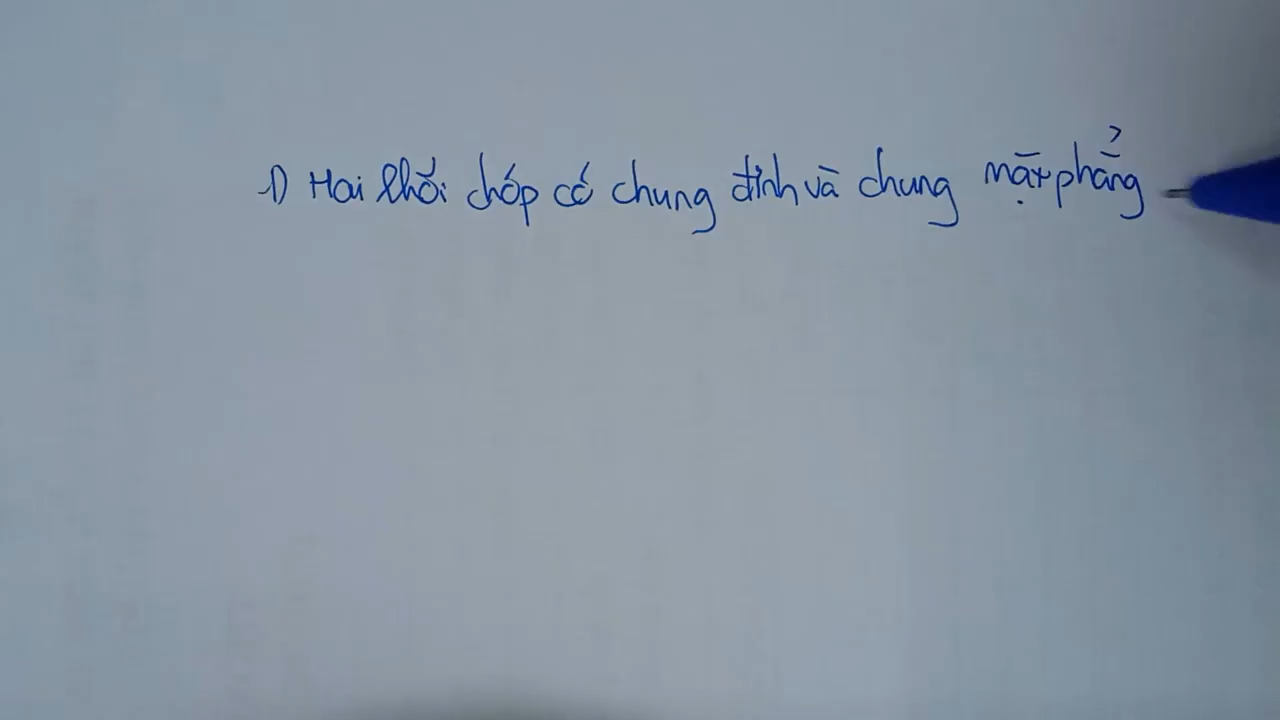 1) Hai khối chóp có chung đỉnh và chung mặt phẳng